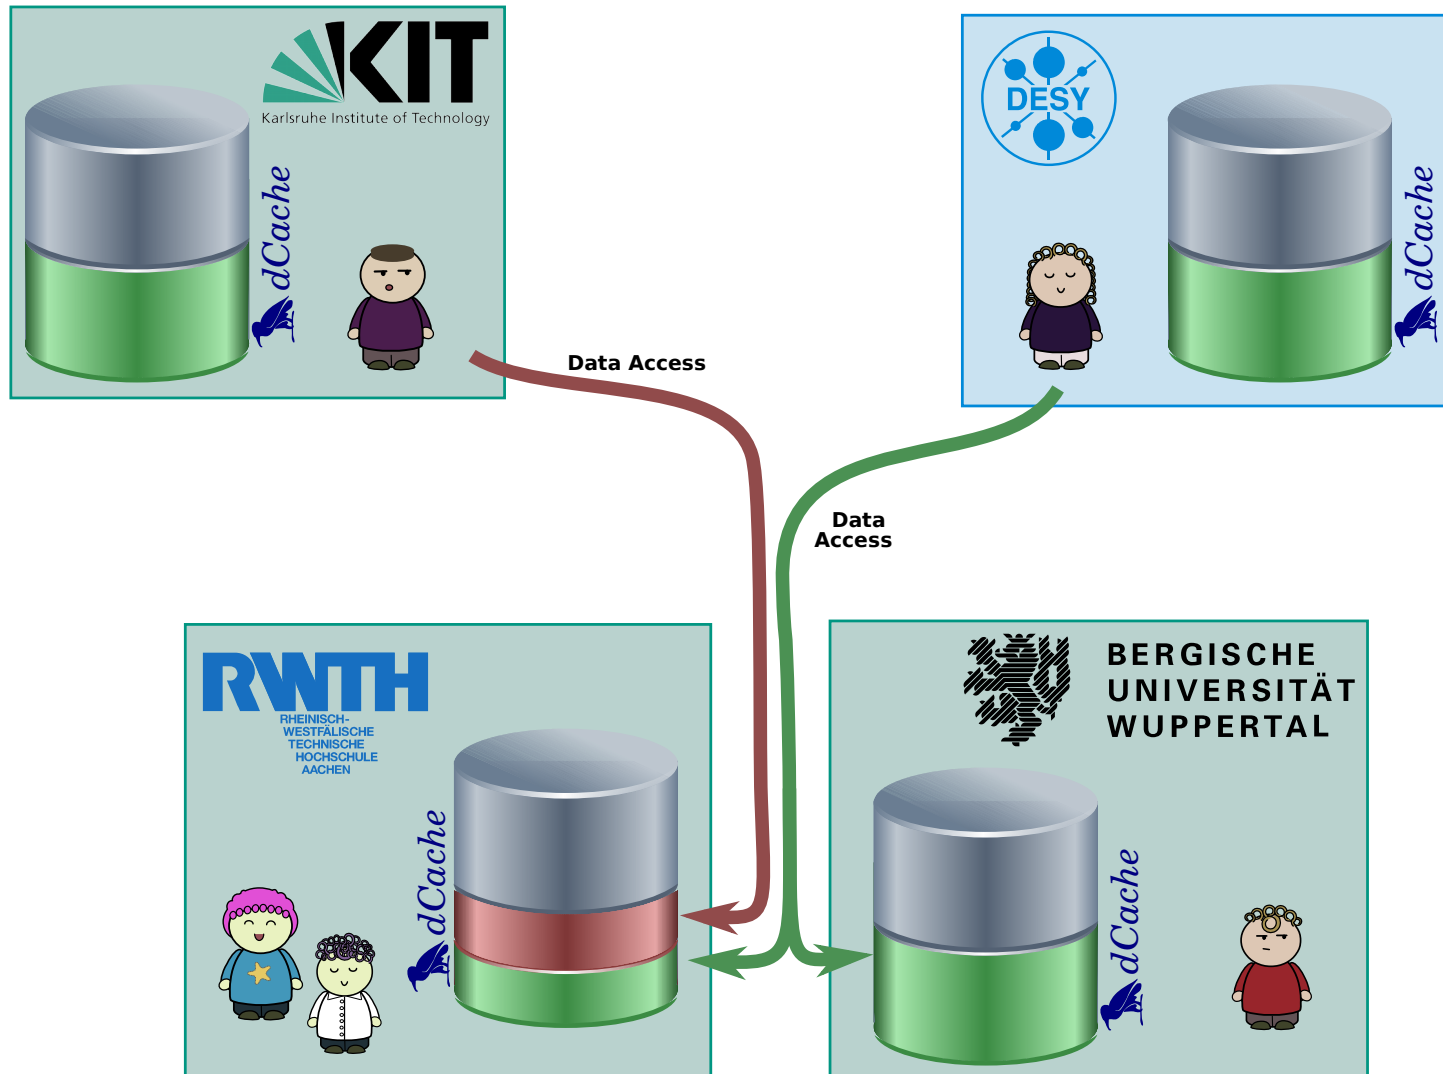 KIT
Karlsruhe Institute of Technology
dCache
DESY
dCache
Data Access
Data
Access
RWTH
RHEINISCH-
WESTFÄLISCHE
TECHNISCHE
HOCHSCHULE
AACHEN
dCache
BERGISCHE
UNIVERSITÄT
WUPPERTAL
dCache